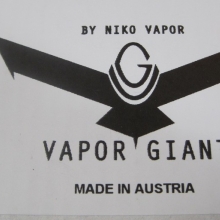 BY NIKO VAPOR
VAPOR GIANT
MADE IN AUSTRIA